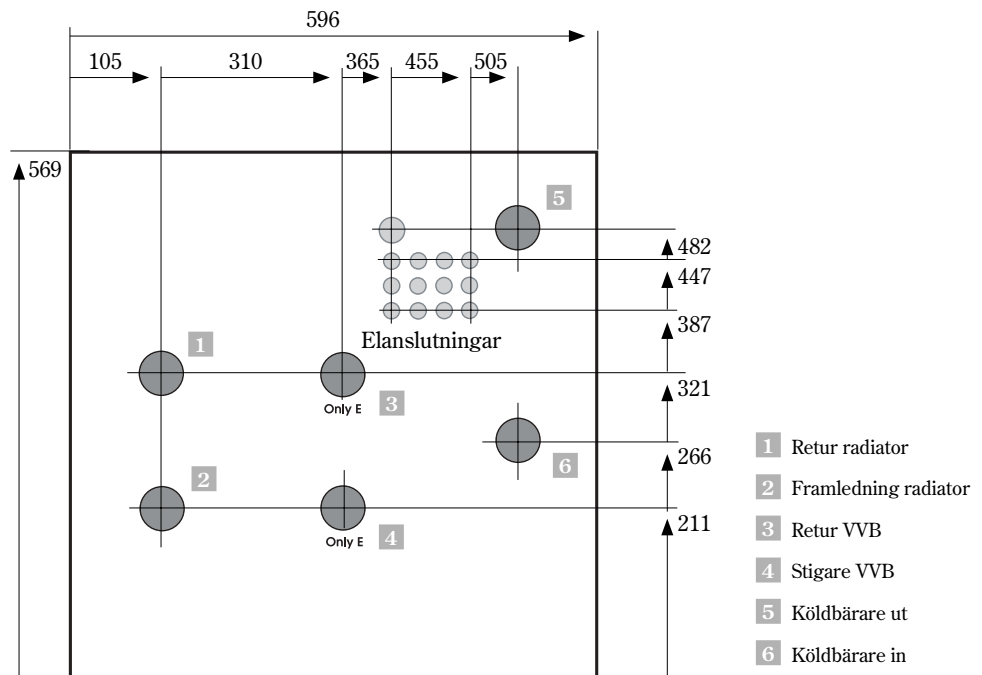 596
105 310 365 455 505
569
5
482
447
387
Elanslutningar
1
3
Only E
321
6
266
2
4
Only E
211
1 Retur radiator
2 Framledning radiator
3 Retur VVB
4 Stigare VVB
5 Köldbärare ut
6 Köldbärare in